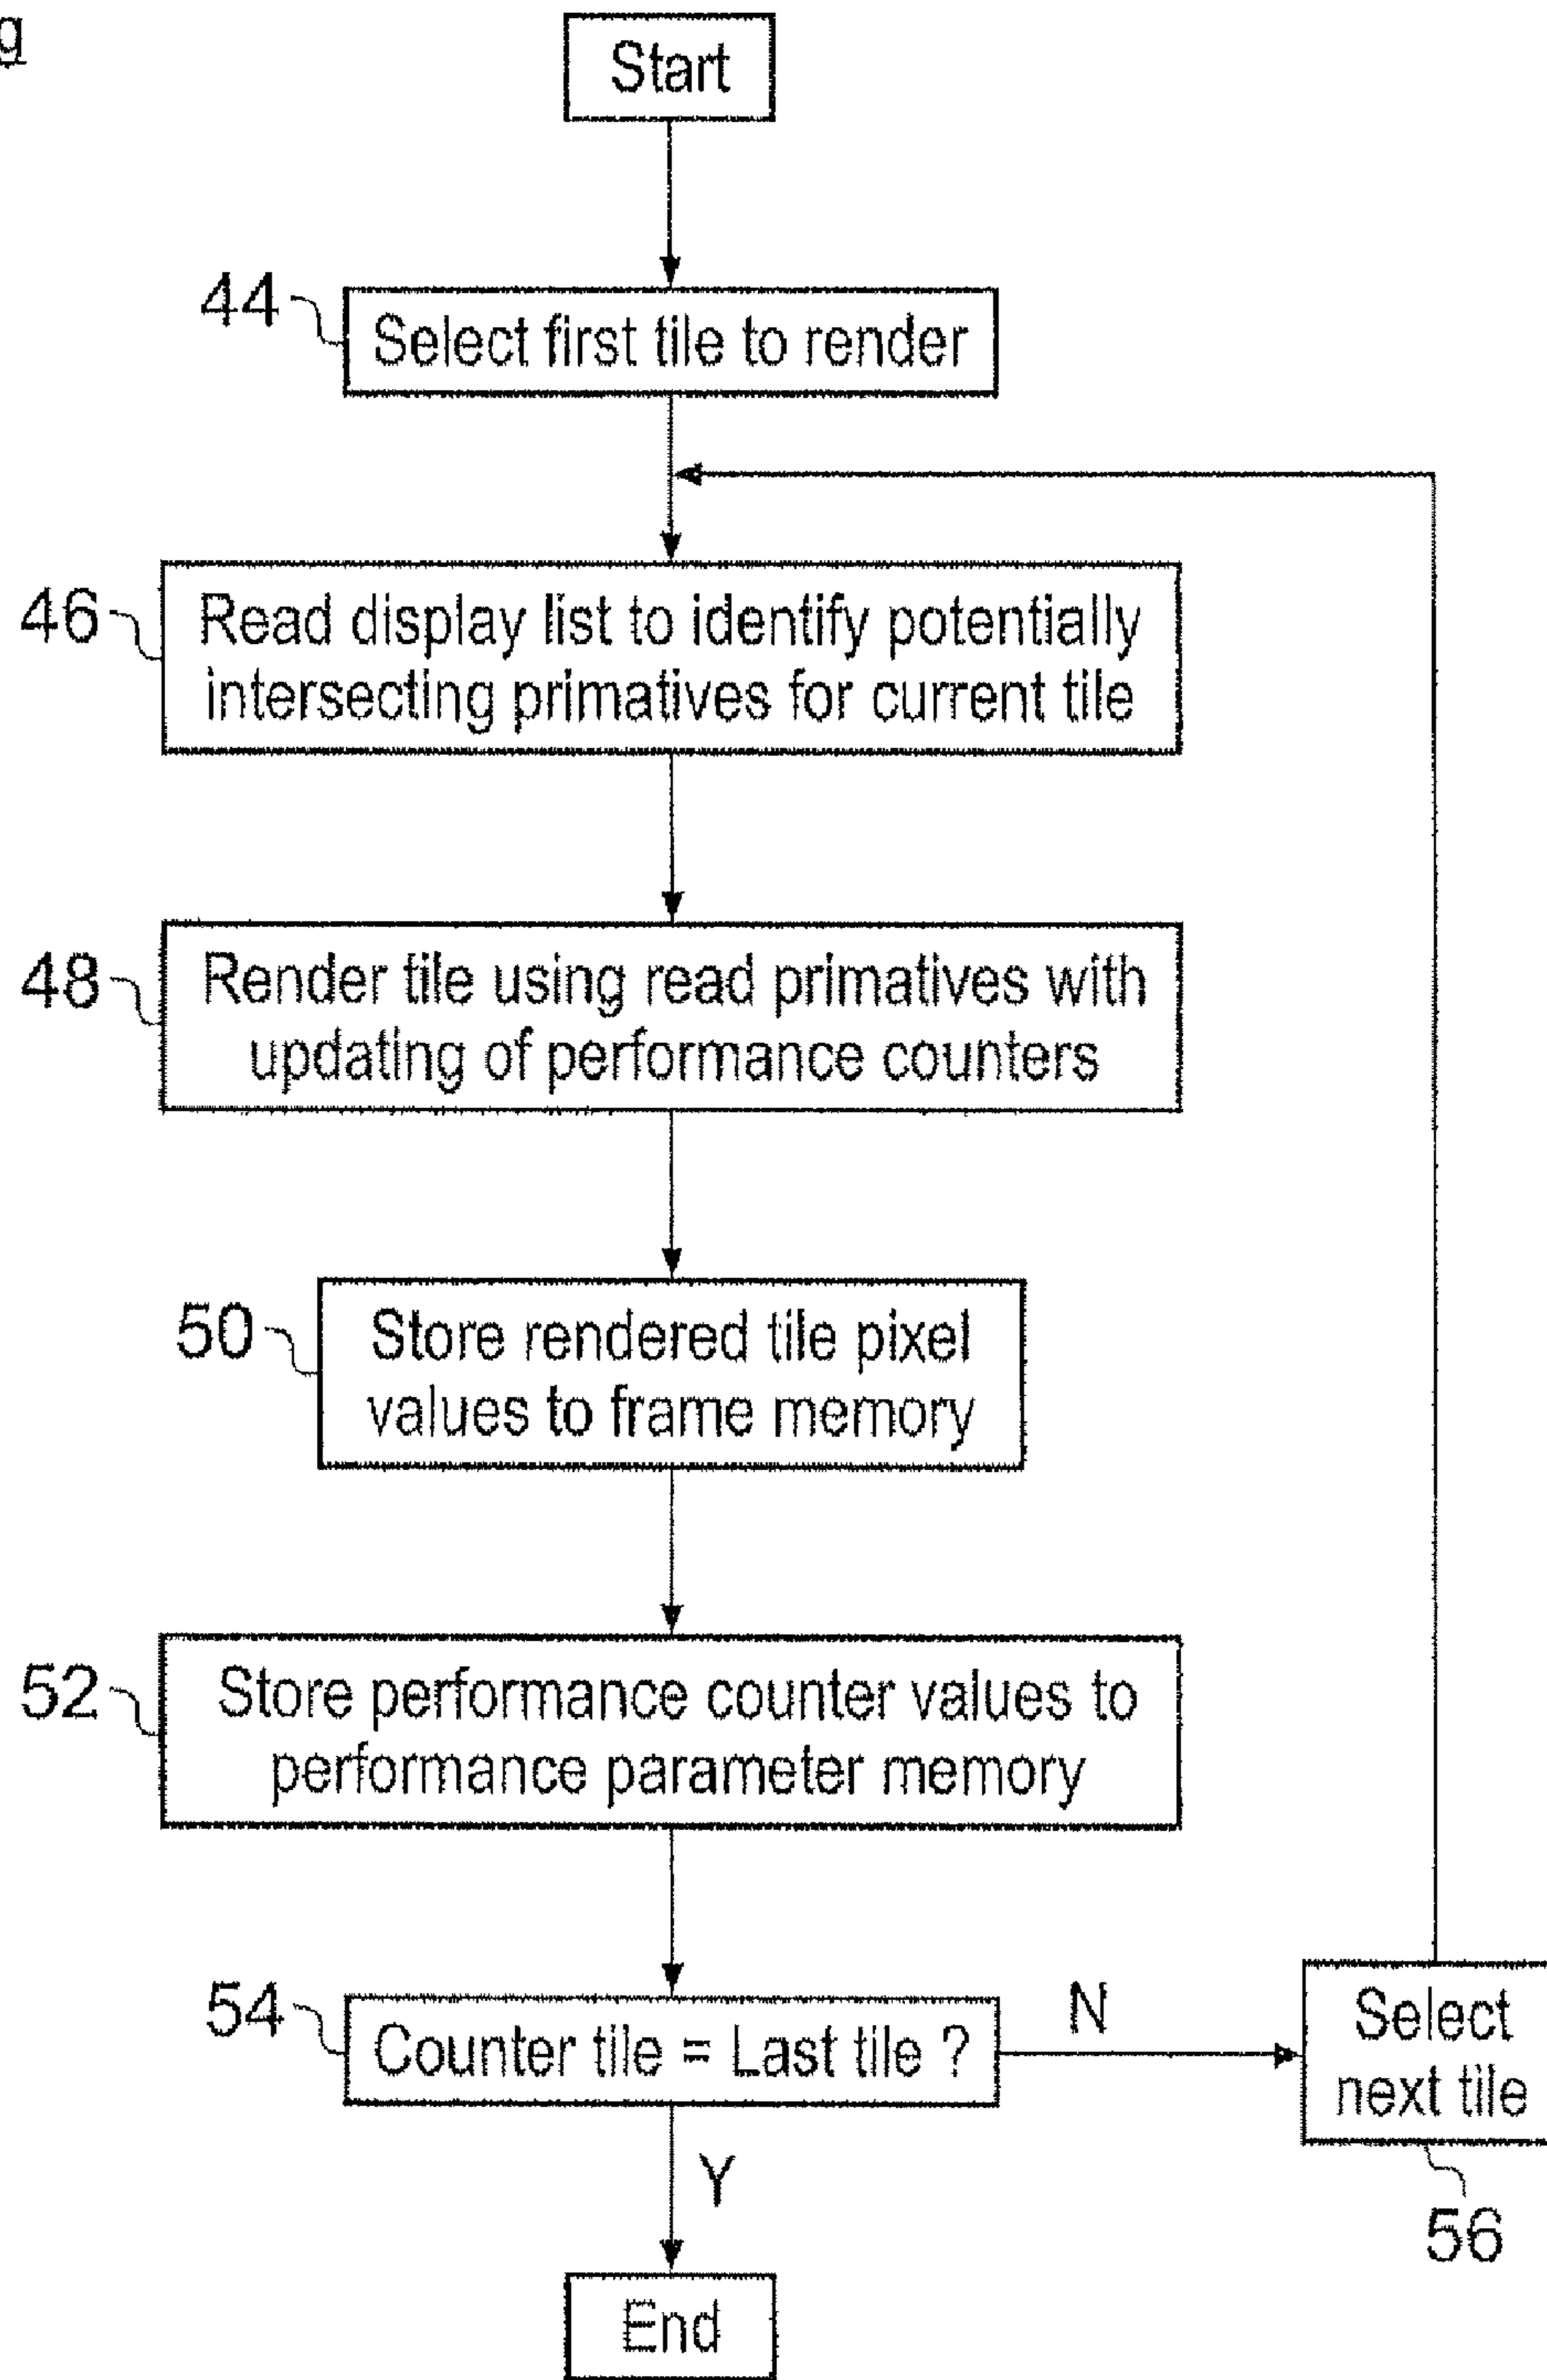 g
Start
44
Select first tile to render
46
Read display list to identify potentially
intersecting primatives for current tile
48
Render tile using read primatives with
updating of performance counters
50
Store rendered tile pixel
values to frame memory
52
Store performance counter values to
performance parameter memory
54
Counter tile = Last tile ?
N
Select
next tile
56
Y
End